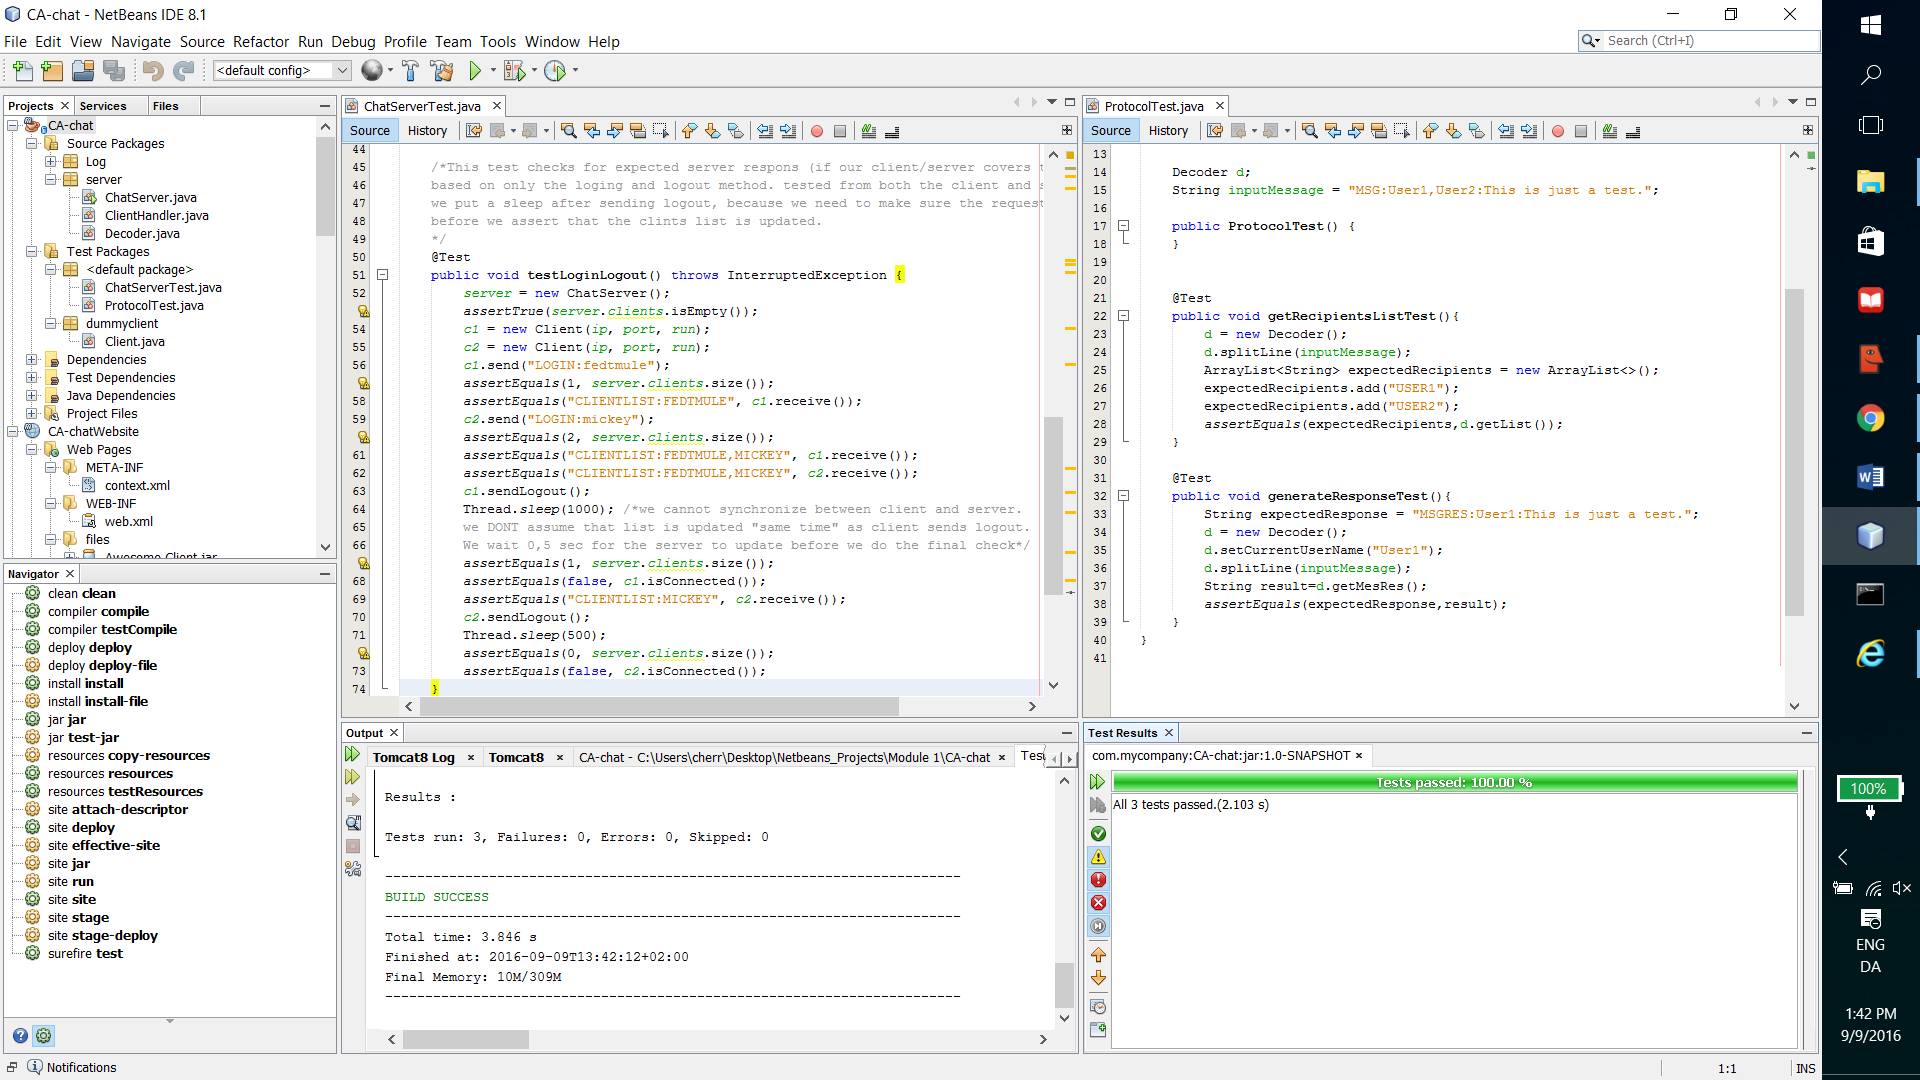 CA-chat - NetBeans IDE 8.1
File Edit View Navigate Source Refactor Run Debug Profile Team Tools Window Help
Search (Ctrl+I)
<default config>
Projects Services Files
CA-chat
Source Packages
Log
server
ChatServer.java
ClientHandler.java
Decoder.java
Test Packages
<default package>
ChatServerTest.java
ProtocolTest.java
dummyclient
Client.java
Dependencies
Test Dependencies
Java Dependencies
Project Files
CA-chatWebsite
Web Pages
META-INF
context.xml
WEB-INF
web.xml
files
Awesome Client.jar
Navigator
clean clean
compiler compile
compiler testCompile
deploy deploy
deploy deploy-file
install install
install install-file
jar jar
jar test-jar
resources copy-resources
resources resources
resources testResources
site attach-descriptor
site deploy
site effective-site
site jar
site run
site site
site stage
site stage-deploy
surefire test
Notifications
ChatServerTest.java
Source History
44
45 /*This test checks for expected server respons (if our client/server covers
46 based on only the loging and logout method. tested from both the client and
47 we put a sleep after sending logout, because we need to make sure the request
48 before we assert that the clints list is updated.
49 */
50 @Test
51 public void testLoginLogout() throws InterruptedException {
52 server = new ChatServer();
assertTrue(server.clients.isEmpty());
54 c1 = new Client(ip, port, run);
55 c2 = new Client(ip, port, run);
56 c1.send("LOGIN:fedtmule");
assertEquals(1, server.clients.size());
58 assertEquals("CLIENTLIST:FEDTMULE", c1.receive());
59 c2.send("LOGIN:mickey");
assertEquals(2, server.clients.size());
61 assertEquals("CLIENTLIST:FEDTMULE,MICKEY", c1.receive());
62 assertEquals("CLIENTLIST:FEDTMULE,MICKEY", c2.receive());
63 c1.sendLogout();
64 Thread.sleep(1000); /*we cannot synchronize between client and server.
65 we DONT assume that list is updated "same time" as client sends logout.
66 We wait 0,5 sec for the server to update before we do the final check*/
assertEquals(1, server.clients.size());
68 assertEquals(false, c1.isConnected());
69 assertEquals("CLIENTLIST:MICKEY", c2.receive());
70 c2.sendLogout();
71 Thread.sleep(500);
assertEquals(0, server.clients.size());
73 assertEquals(false, c2.isConnected());
74 }
ProtocolTest.java
Source History
13
14 Decoder d;
15 String inputMessage = "MSG:User1,User2:This is just a test.";
16
17 public ProtocolTest() {
18 }
19
20
21 @Test
22 public void getRecipientsListTest(){
23 d = new Decoder();
24 d.splitLine(inputMessage);
25 ArrayList<String> expectedRecipients = new ArrayList<>();
26 expectedRecipients.add("USER1");
27 expectedRecipients.add("USER2");
28 assertEquals(expectedRecipients,d.getList());
29 }
30
31 @Test
32 public void generateResponseTest(){
33 String expectedResponse = "MSGRES:User1:This is just a test.";
34 d = new Decoder();
35 d.setCurrentUserName("User1");
36 d.splitLine(inputMessage);
37 String result=d.getMesRes();
38 assertEquals(expectedResponse,result);
39 }
40 }
41
Output
Tomcat8 Log Tomcat8 CA-chat - C:\Users\cherr\Desktop\Netbeans_Projects\Module 1\CA-chat
Results :
Tests run: 3, Failures: 0, Errors: 0, Skipped: 0
------------------------------------------------------------------------
BUILD SUCCESS
------------------------------------------------------------------------
Total time: 3.846 s
Finished at: 2016-09-09T13:42:12+02:00
Final Memory: 10M/309M
------------------------------------------------------------------------
Test Results
com.mycompany:CA-chat:jar:1.0-SNAPSHOT
Tests passed: 100.00 %
All 3 tests passed.(2.103 s)
1:1 INS
100%
ENG
DA
1:42 PM
9/9/2016